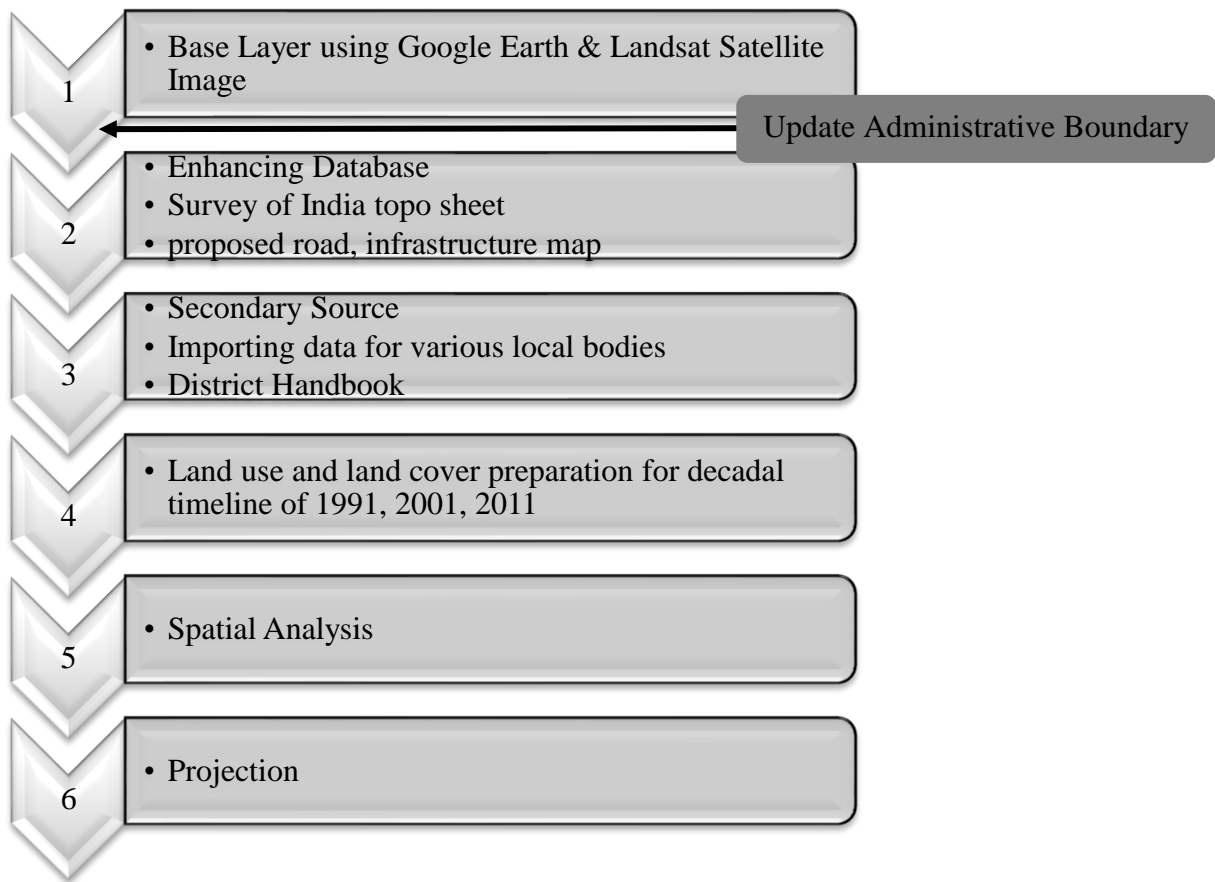 1
• Base Layer using Google Earth & Landsat Satellite
Image
Update Administrative Boundary
2
• Enhancing Database
• Survey of India topo sheet
• proposed road, infrastructure map
3
• Secondary Source
• Importing data for various local bodies
• District Handbook
4
• Land use and land cover preparation for decadal
timeline of 1991, 2001, 2011
5
• Spatial Analysis
6
• Projection